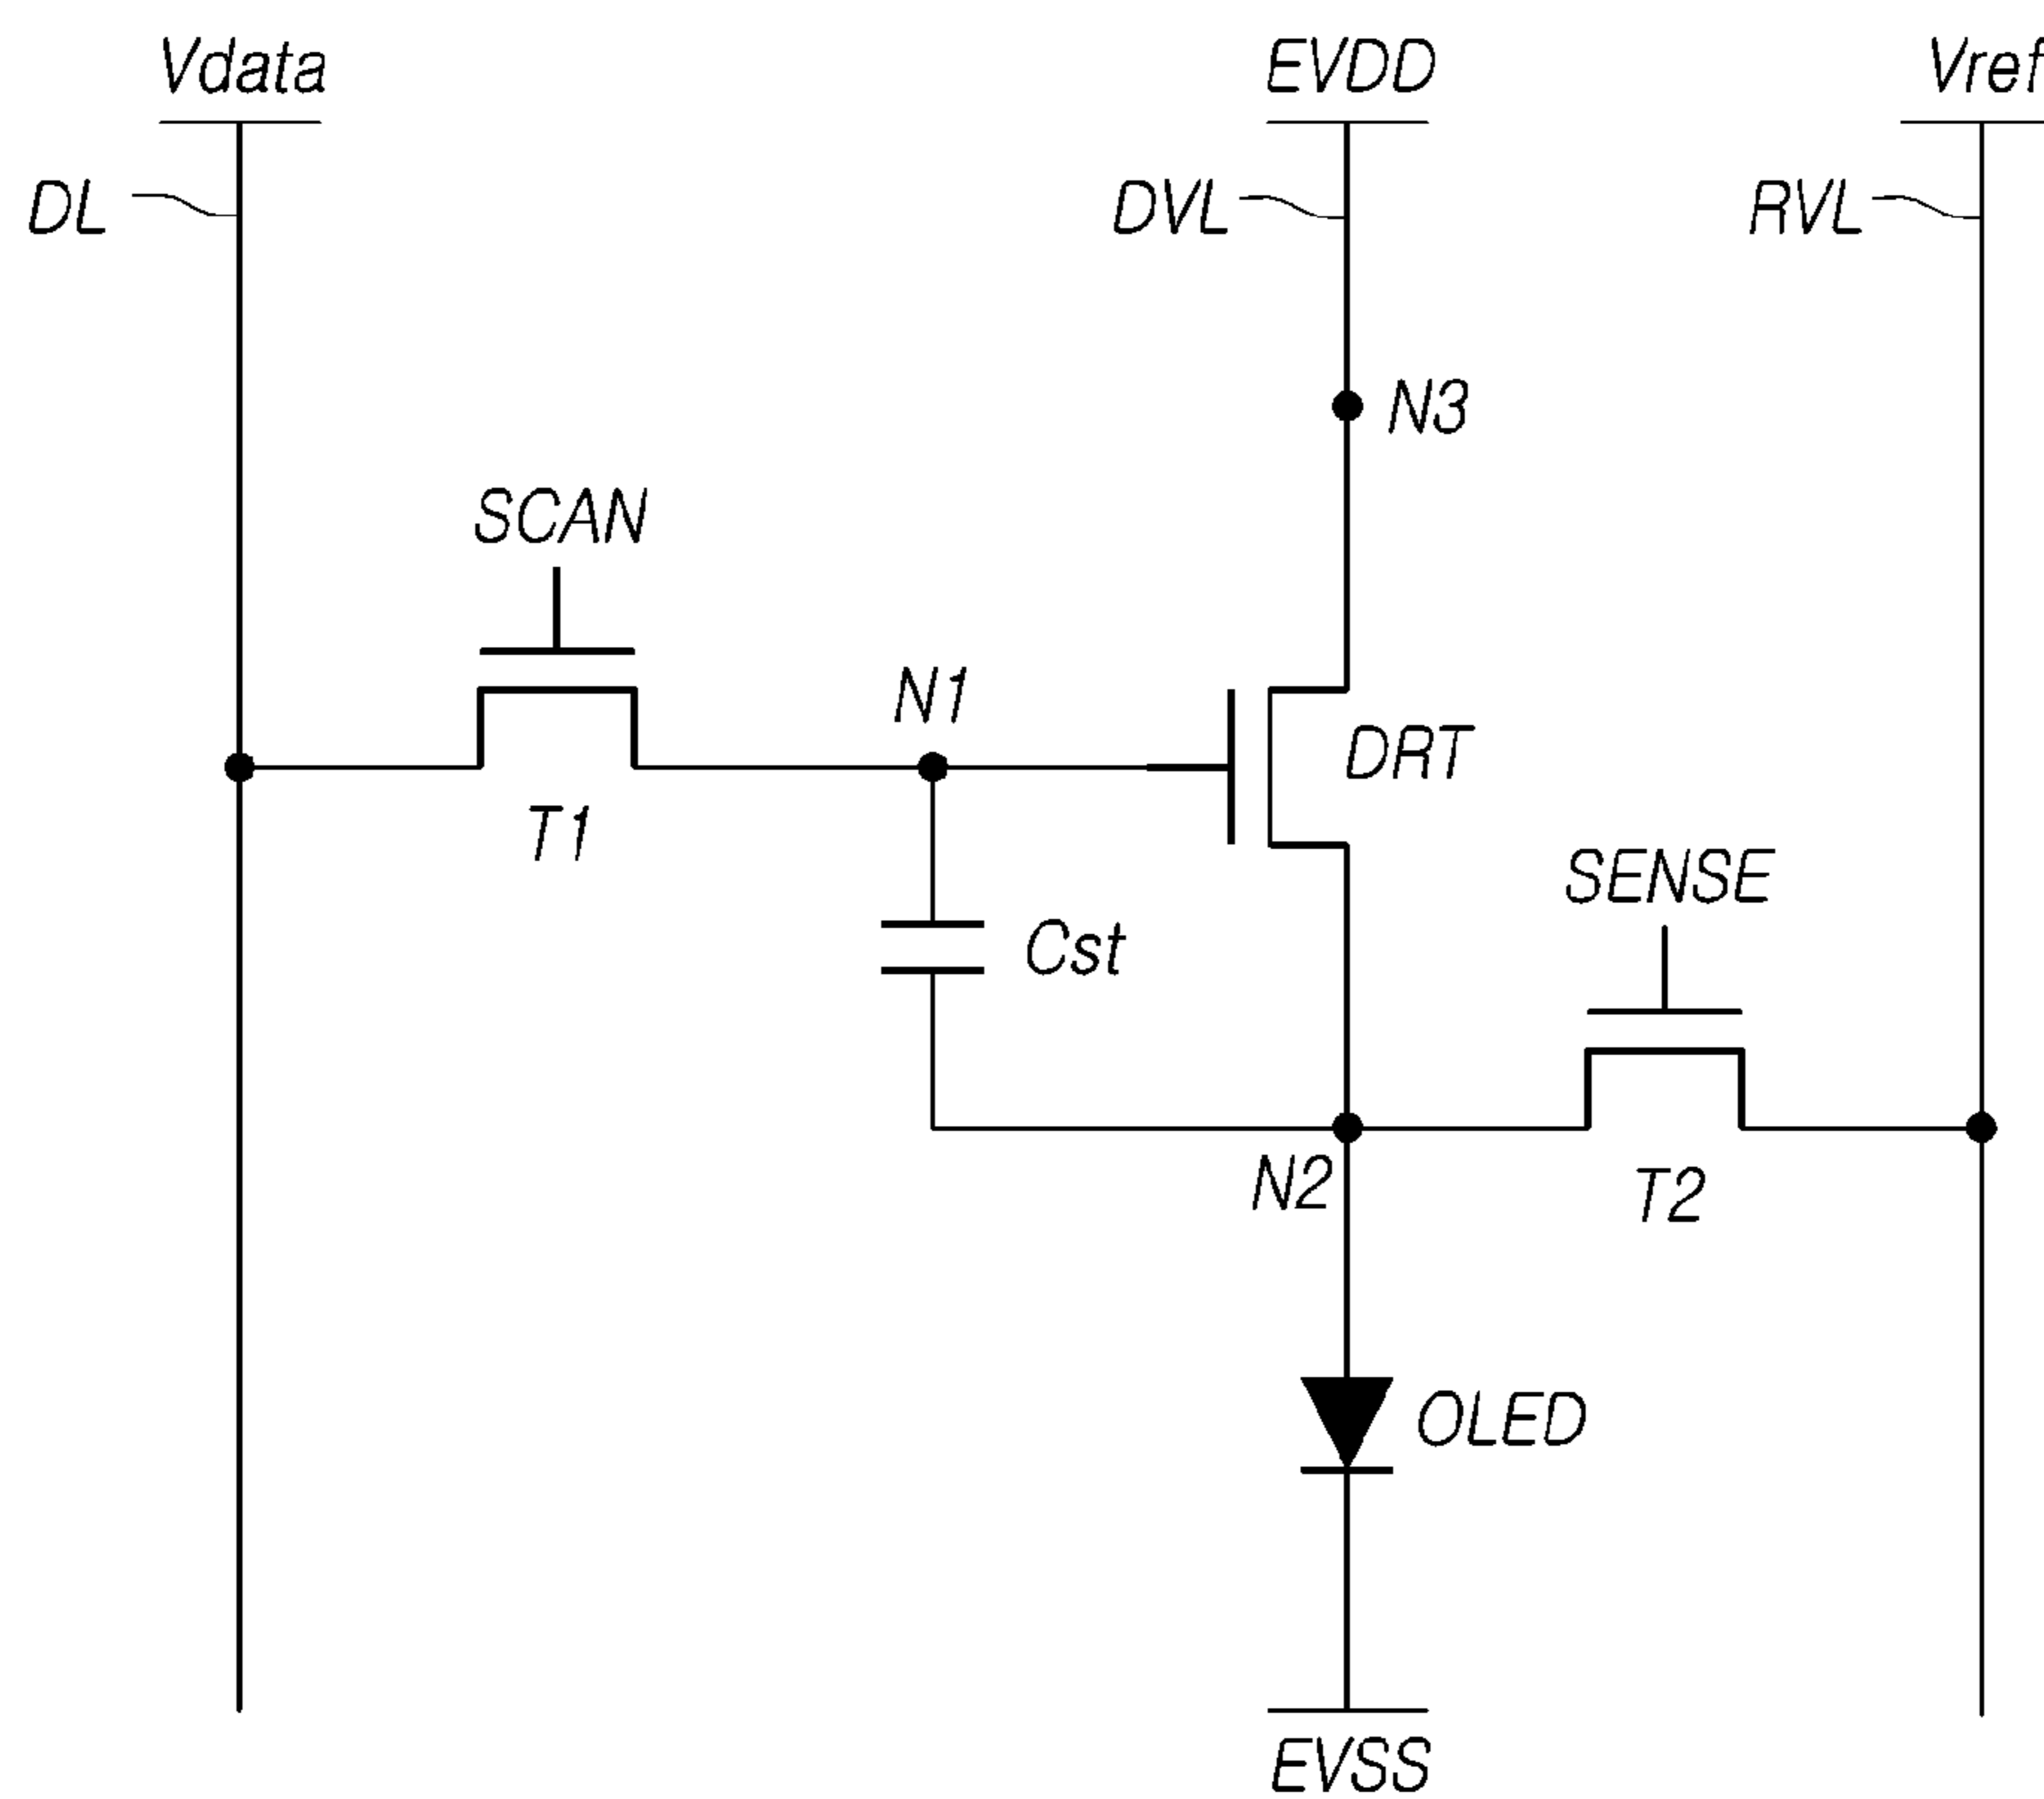 Vdata
EVDD
Vref
DL
DVL
RVL
N3
SCAN
N1
DRT
T1
SENSE
Cst
N2
T2
OLED
EVSS